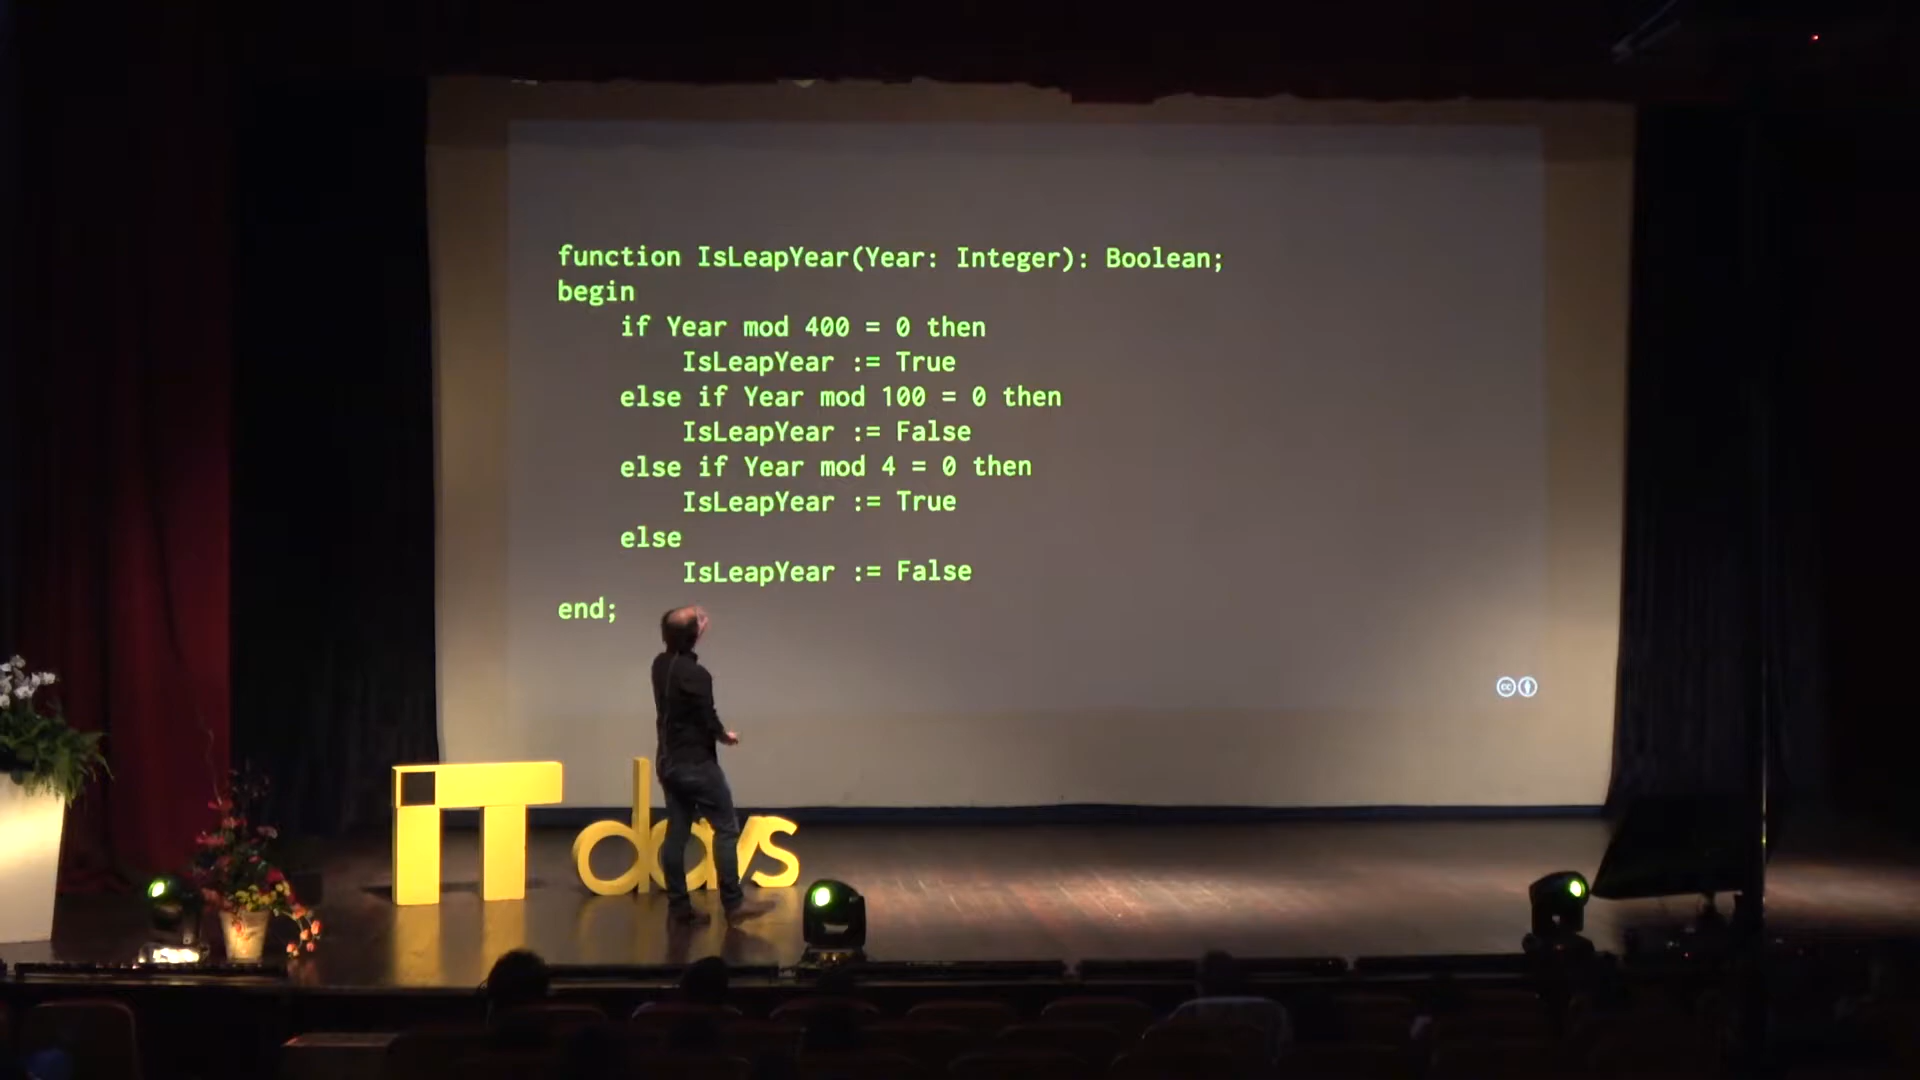 function IsLeapYear(Year: Integer): Boolean;
begin
    if Year mod 400 = 0 then
        IsLeapYear := True
    else if Year mod 100 = 0 then
        IsLeapYear := False
    else if Year mod 4 = 0 then
        IsLeapYear := True
    else
        IsLeapYear := False
end;
cc
iT days